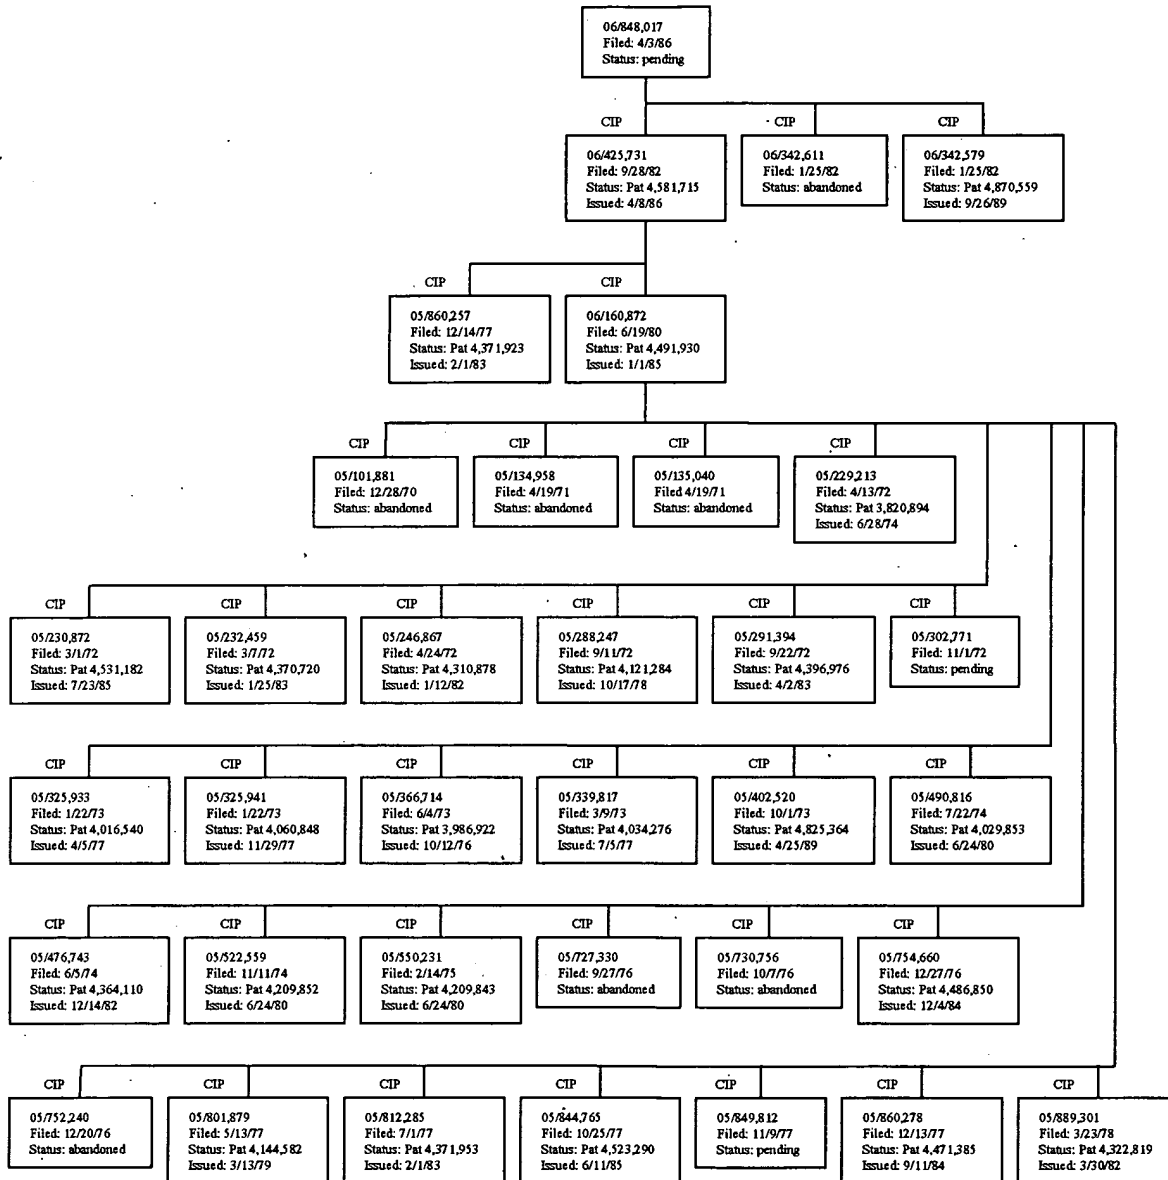 06/848,017
Filed: 4/3/86
Status: pending
CIP
06/425,731
Filed: 9/28/82
Status: Pat 4,581,715
Issued: 4/8/86
CIP
06/342,611
Filed: 1/25/82
Status: abandoned
CIP
06/342,579
Filed: 1/25/82
Status: Pat 4,870,559
Issued: 9/26/89
CIP
05/860,257
Filed: 12/14/77
Status: Pat 4,371,923
Issued: 2/1/83
CIP
06/160,872
Filed: 6/19/80
Status: Pat 4,491,930
Issued: 1/1/85
CIP
05/101,881
Filed: 12/28/70
Status: abandoned
CIP
05/134,958
Filed: 4/19/71
Status: abandoned
CIP
05/135,040
Filed 4/19/71
Status: abandoned
CIP
05/229,213
Filed: 4/13/72
Status: Pat 3,820,894
Issued: 6/28/74
CIP
05/230,872
Filed: 3/1/72
Status: Pat 4,531,182
Issued: 7/23/85
CIP
05/232,459
Filed: 3/7/72
Status: Pat 4,370,720
Issued: 1/25/83
CIP
05/246,867
Filed: 4/24/72
Status: Pat 4,310,878
Issued: 1/12/82
CIP
05/288,247
Filed: 9/11/72
Status: Pat 4,121,284
Issued: 10/17/78
CIP
05/291,394
Filed: 9/22/72
Status: Pat 4,396,976
Issued: 4/2/83
CIP
05/302,771
Filed: 11/1/72
Status: pending
CIP
05/325,933
Filed: 1/22/73
Status: Pat 4,016,540
Issued: 4/5/77
CIP
05/325,941
Filed: 1/22/73
Status: Pat 4,060,848
Issued: 11/29/77
CIP
05/366,714
Filed: 6/4/73
Status: Pat 3,986,922
Issued: 10/12/76
CIP
05/339,817
Filed: 3/9/73
Status: Pat 4,034,276
Issued: 7/5/77
CIP
05/402,520
Filed: 10/1/73
Status: Pat 4,825,364
Issued: 4/25/89
CIP
05/490,816
Filed: 7/22/74
Status: Pat 4,029,853
Issued: 6/24/80
CIP
05/476,743
Filed: 6/5/74
Status: Pat 4,364,110
Issued: 12/14/82
CIP
05/522,559
Filed: 11/11/74
Status: Pat 4,209,852
Issued: 6/24/80
CIP
05/550,231
Filed: 2/14/75
Status: Pat 4,209,843
Issued: 6/24/80
CIP
05/727,330
Filed: 9/27/76
Status: abandoned
CIP
05/730,756
Filed: 10/7/76
Status: abandoned
CIP
05/754,660
Filed: 12/27/76
Status: Pat 4,486,850
Issued: 12/4/84
CIP
05/752,240
Filed: 12/20/76
Status: abandoned
CIP
05/801,879
Filed: 5/13/77
Status: Pat 4,144,582
Issued: 3/13/79
CIP
05/812,285
Filed: 7/1/77
Status: Pat 4,371,953
Issued: 2/1/83
CIP
05/844,765
Filed: 10/25/77
Status: Pat 4,523,290
Issued: 6/11/85
CIP
05/849,812
Filed: 11/9/77
Status: pending
CIP
05/860,278
Filed: 12/13/77
Status: Pat 4,471,385
Issued: 9/11/84
CIP
05/889,301
Filed: 3/23/78
Status: Pat 4,322,819
Issued: 3/30/82